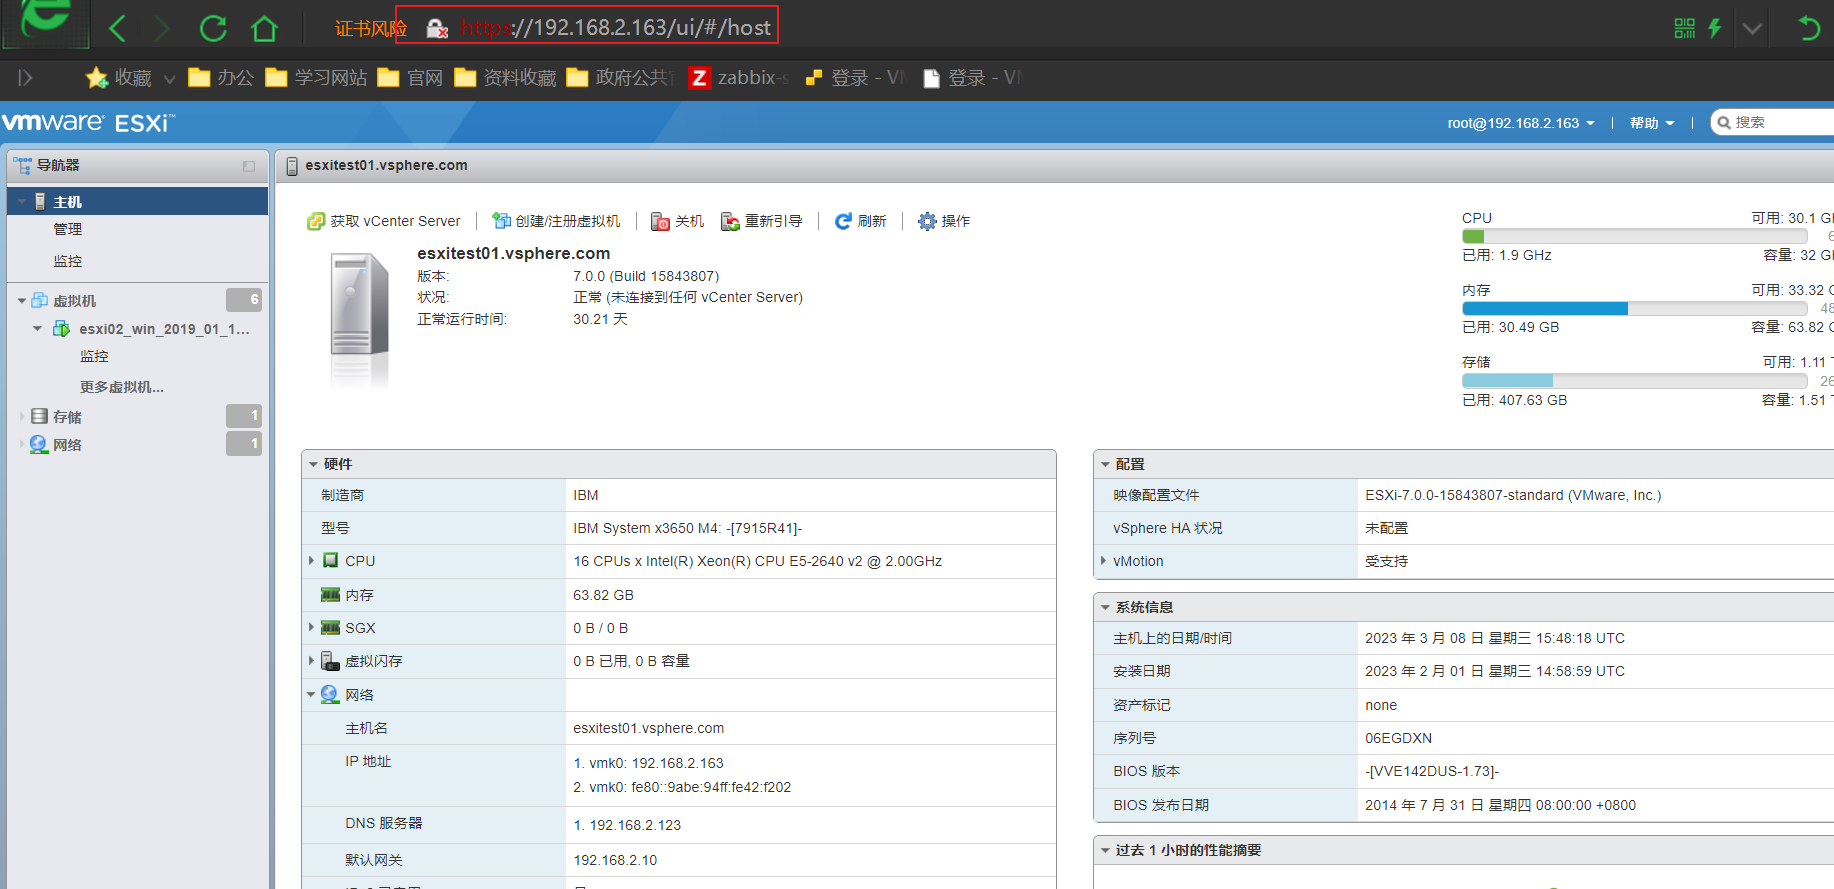 证书风险 https://192.168.2.163/ui/#/host
收藏 办公 学习网站 官网 资料收藏 政府公共 zabbix-s 登录 - VM 登录 - VM
vmware ESXi™
root@192.168.2.163 | 帮助 | 搜索
导航器
esxitest01.vsphere.com
主机
管理
监控
虚拟机 6
esxi02_win_2019_01_1...
监控
更多虚拟机...
存储 1
网络 1
获取 vCenter Server | 创建/注册虚拟机 | 关机 重新引导 | 刷新 | 操作
esxitest01.vsphere.com
版本: 7.0.0 (Build 15843807)
状况: 正常 (未连接到任何 vCenter Server)
正常运行时间: 30.21 天
CPU 可用: 30.1 G
6
已用: 1.9 GHz 容量: 32 G
内存 可用: 33.32
48
已用: 30.49 GB 容量: 63.82
存储 可用: 1.11
26
已用: 407.63 GB 容量: 1.51
硬件
制造商 IBM
型号 IBM System x3650 M4: -[7915R41]-
CPU 16 CPUs x Intel(R) Xeon(R) CPU E5-2640 v2 @ 2.00GHz
内存 63.82 GB
SGX 0 B / 0 B
虚拟闪存 0 B 已用, 0 B 容量
网络
主机名 esxitest01.vsphere.com
IP 地址 1. vmk0: 192.168.2.163
2. vmk0: fe80::9abe:94ff:fe42:f202
DNS 服务器 1. 192.168.2.123
默认网关 192.168.2.10
配置
映像配置文件 ESXi-7.0.0-15843807-standard (VMware, Inc.)
vSphere HA 状况 未配置
vMotion 受支持
系统信息
主机上的日期/时间 2023 年 3 月 08 日 星期三 15:48:18 UTC
安装日期 2023 年 2 月 01 日 星期三 14:58:59 UTC
资产标记 none
序列号 06EGDXN
BIOS 版本 -[VVE142DUS-1.73]-
BIOS 发布日期 2014 年 7 月 31 日 星期四 08:00:00 +0800
过去 1 小时的性能摘要